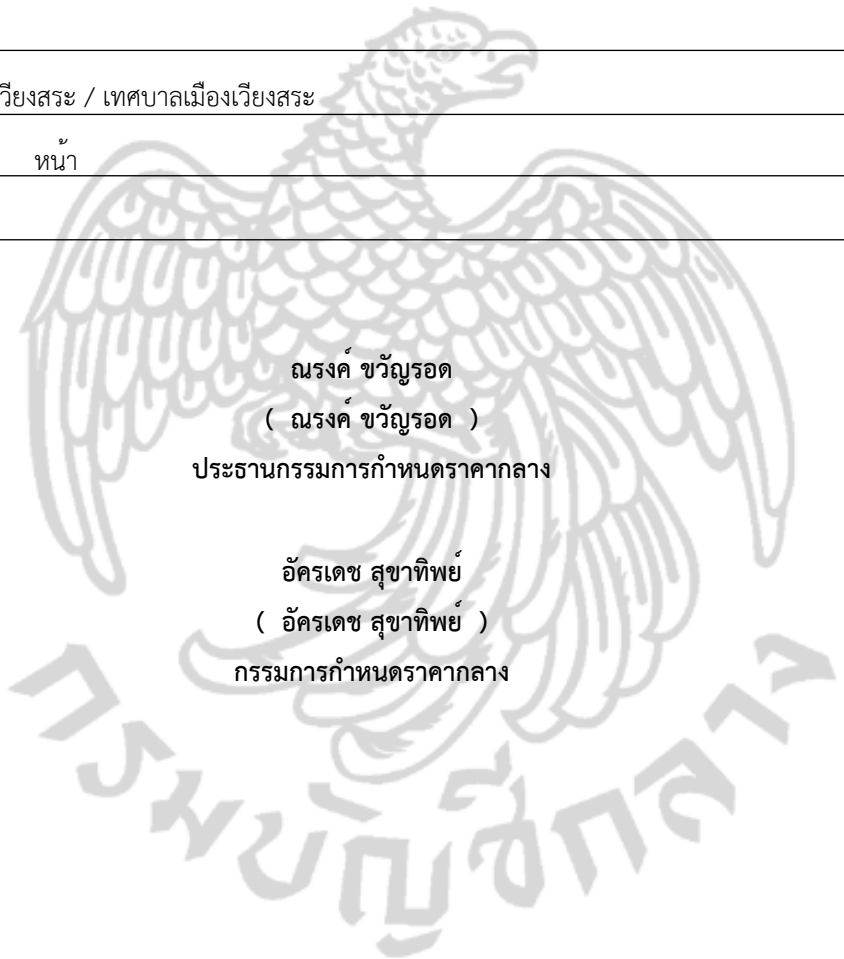 วียงสระ / เทศบาลเมืองเวียงสระ
หน้า
ณรงค์ ขวัญรอด
( ณรงค์ ขวัญรอด )
ประธานกรรมการกำหนดราคากลาง
อัครเดช สุขาทิพย์
( อัครเดช สุขาทิพย์ )
กรรมการกำหนดราคากลาง
กรมบัญชีกลาง